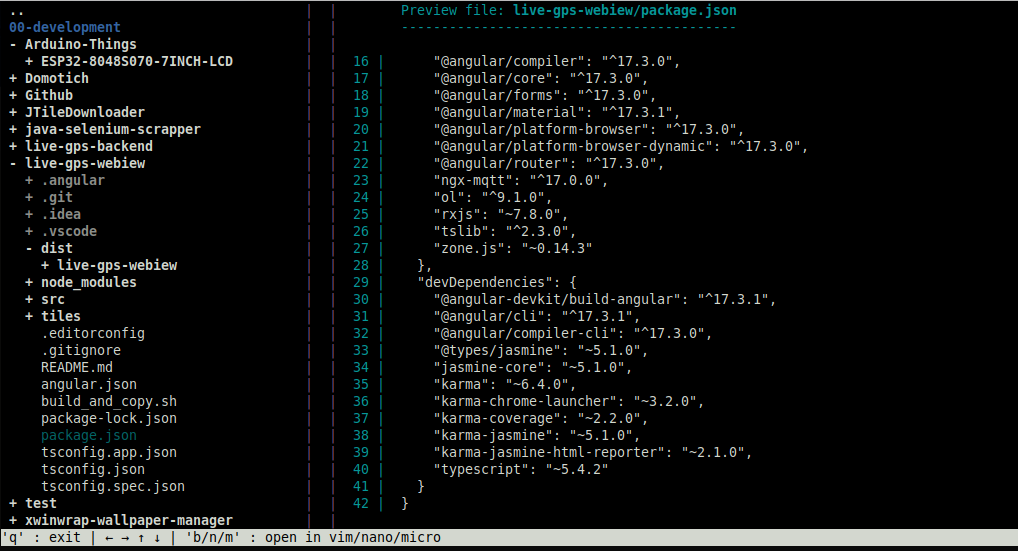 ..
00-development
- Arduino-Things
+ ESP32-8048S070-7INCH-LCD
+ Domotich
+ Github
+ JTileDownloader
+ java-selenium-scrapper
+ live-gps-backend
- live-gps-webiew
+ .angular
+ .git
+ .idea
+ .vscode
- dist
+ live-gps-webiew
+ node_modules
+ src
+ tiles
.editorconfig
.gitignore
README.md
angular.json
build_and_copy.sh
package-lock.json
package.json
tsconfig.app.json
tsconfig.json
tsconfig.spec.json
+ test
+ xwinwrap-wallpaper-manager
Preview file: live-gps-webiew/package.json
------------------------------------------
16 |      "@angular/compiler": "^17.3.0",
17 |      "@angular/core": "^17.3.0",
18 |      "@angular/forms": "^17.3.0",
19 |      "@angular/material": "^17.3.1",
20 |      "@angular/platform-browser": "^17.3.0",
21 |      "@angular/platform-browser-dynamic": "^17.3.0",
22 |      "@angular/router": "^17.3.0",
23 |      "ngx-mqtt": "^17.0.0",
24 |      "ol": "^9.1.0",
25 |      "rxjs": "~7.8.0",
26 |      "tslib": "^2.3.0",
27 |      "zone.js": "~0.14.3"
28 |    },
29 |    "devDependencies": {
30 |      "@angular-devkit/build-angular": "^17.3.1",
31 |      "@angular/cli": "^17.3.1",
32 |      "@angular/compiler-cli": "^17.3.0",
33 |      "@types/jasmine": "~5.1.0",
34 |      "jasmine-core": "~5.1.0",
35 |      "karma": "~6.4.0",
36 |      "karma-chrome-launcher": "~3.2.0",
37 |      "karma-coverage": "~2.2.0",
38 |      "karma-jasmine": "~5.1.0",
39 |      "karma-jasmine-html-reporter": "~2.1.0",
40 |      "typescript": "~5.4.2"
41 |    }
42 |  }
'q' : exit | ← → ↑ ↓ | 'b/n/m' : open in vim/nano/micro